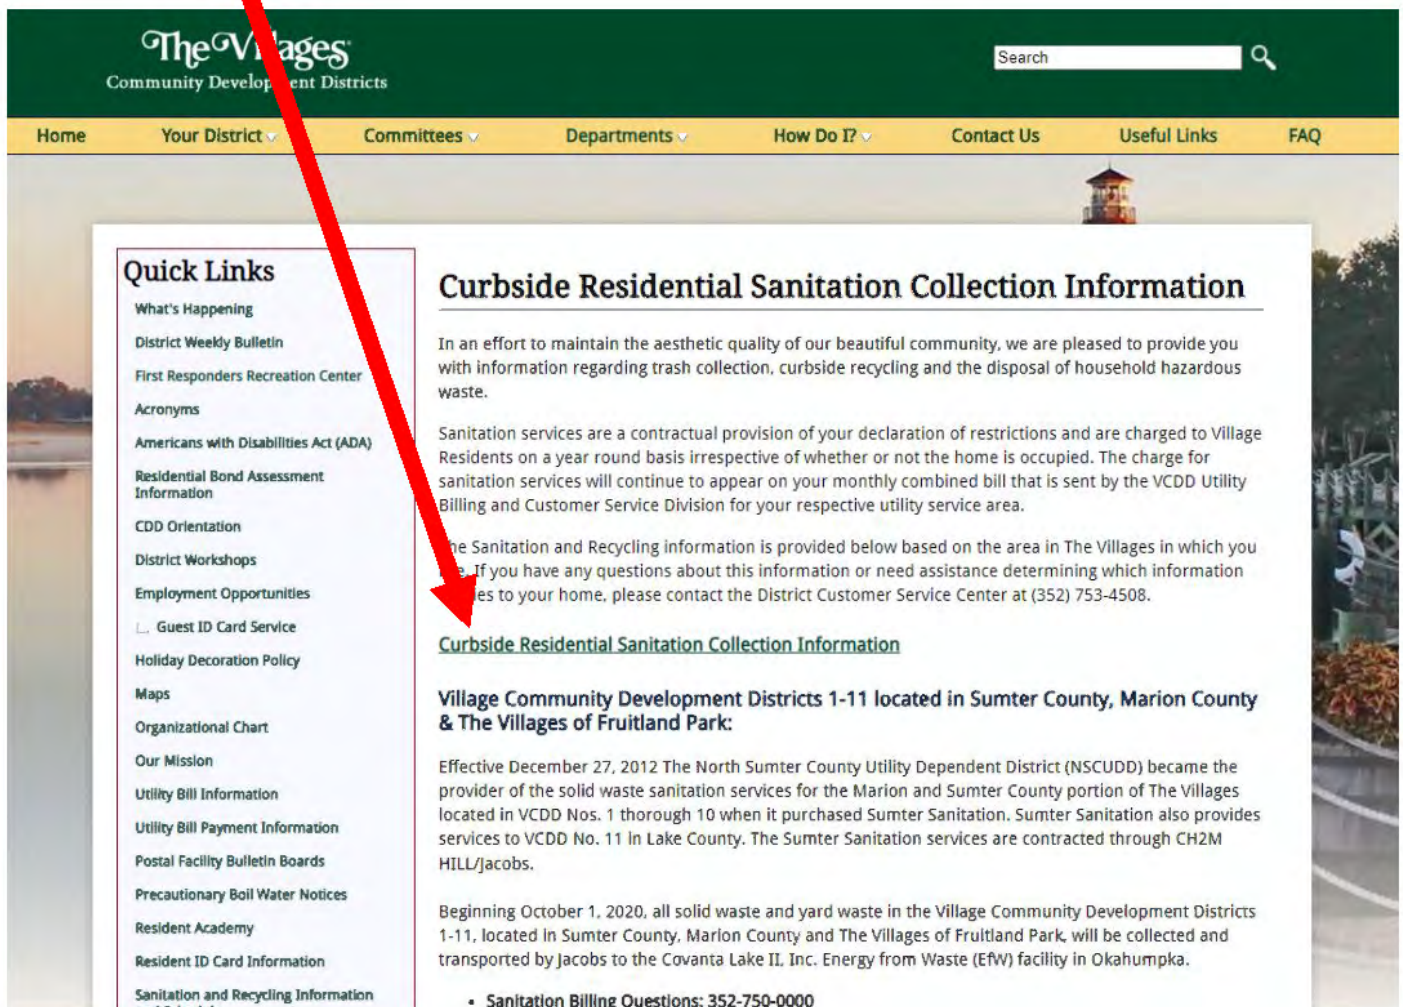 The Villages
Community Development Districts
Search
Home Your District Committees Departments How Do I? Contact Us Useful Links FAQ
Quick Links
What's Happening
District Weekly Bulletin
First Responders Recreation Center
Acronyms
Americans with Disabilities Act (ADA)
Residential Bond Assessment
Information
CDD Orientation
District Workshops
Employment Opportunities
Guest ID Card Service
Holiday Decoration Policy
Maps
Organizational Chart
Our Mission
Utility Bill Information
Utility Bill Payment Information
Postal Facility Bulletin Boards
Precautionary Boil Water Notices
Resident Academy
Resident ID Card Information
Sanitation and Recycling Information
Curbside Residential Sanitation Collection Information
In an effort to maintain the aesthetic quality of our beautiful community, we are pleased to provide you
with information regarding trash collection, curbside recycling and the disposal of household hazardous
waste.
Sanitation services are a contractual provision of your declaration of restrictions and are charged to Village
Residents on a year round basis irrespective of whether or not the home is occupied. The charge for
sanitation services will continue to appear on your monthly combined bill that is sent by the VCDD Utility
Billing and Customer Service Division for your respective utility service area.
The Sanitation and Recycling information is provided below based on the area in The Villages in which you
If you have any questions about this information or need assistance determining which information
to your home, please contact the District Customer Service Center at (352) 753-4508.
Curbside Residential Sanitation Collection Information
Village Community Development Districts 1-11 located in Sumter County, Marion County
& The Villages of Fruitland Park:
Effective December 27, 2012 The North Sumter County Utility Dependent District (NSCUDD) became the
provider of the solid waste sanitation services for the Marion and Sumter County portion of The Villages
located in VCDD Nos. 1 thorough 10 when it purchased Sumter Sanitation. Sumter Sanitation also provides
services to VCDD No. 11 in Lake County. The Sumter Sanitation services are contracted through CH2M
HILL/Jacobs.
Beginning October 1, 2020, all solid waste and yard waste in the Village Community Development Districts
1-11, located in Sumter County, Marion County and The Villages of Fruitland Park, will be collected and
transported by Jacobs to the Covanta Lake II, Inc. Energy from Waste (EfW) facility in Okahumpka.
• Sanitation Billing Questions: 352-750-0000